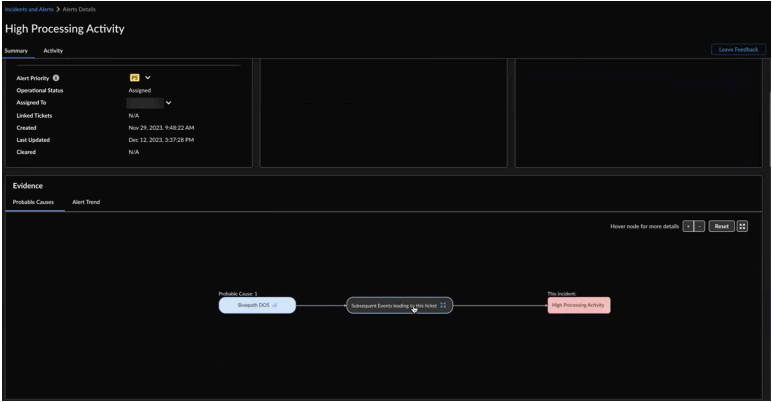 Incidents and Alerts > Alerts Details
High Processing Activity
Summary Activity
Leave Feedback
Alert Priority P5
Operational Status Assigned
Assigned To
Linked Tickets N/A
Created Nov 29, 2023, 9:48:22 AM
Last Updated Dec 12, 2023, 3:37:28 PM
Cleared N/A
Evidence
Probable Causes Alert Trend
Hover node for more details + - Reset
Probable Cause: 1
This incident:
Slowpath DOS
Subsequent Events leading to this ticket
High Processing Activity